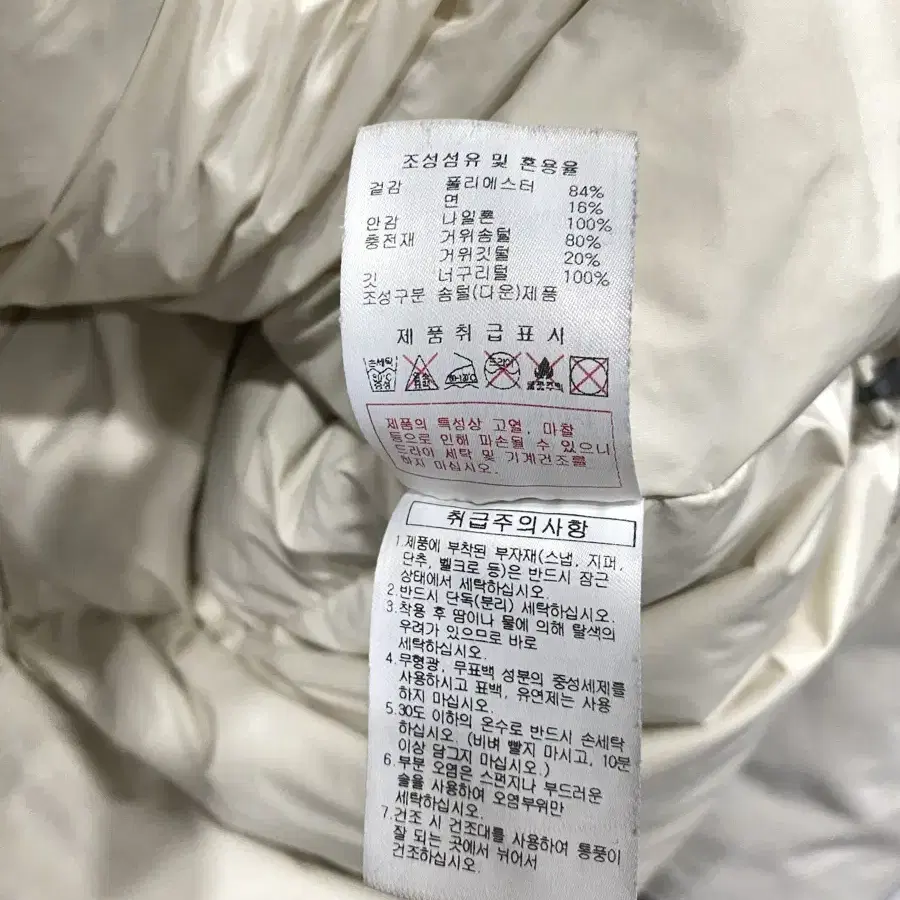 조성섬유 및 혼용율
겉감 폴리에스터 84%
면 16%
안감 나일론 100%
충전재 거위솜털 80%
거위깃털 20%
깃 너구리털 100%
조성구분 솜털(다운)제품
제품취급표시
손세탁 30°C 중성 염소표백 80-120°C 드라이
제품의 특성상 고열, 마찰
등으로 인해 파손될 수 있으니
드라이 세탁 및 기계건조를
하지 마십시오.
취급주의사항
1.제품에 부착된 부자재(스냅, 지퍼,
단추, 벨크로 등)은 반드시 잠근
상태에서 세탁하십시오.
2.반드시 단독(분리) 세탁하십시오.
3.착용 후 땀이나 물에 의해 탈색의
우려가 있으므로 바로
세탁하십시오.
4.무형광, 무표백 성분의 중성세제를
사용하시고 표백, 유연제는 사용
하지 마십시오.
5.30도 이하의 온수로 반드시 손세탁
하십시오. (비벼 빨지 마시고, 10분
이상 담그지 마십시오.)
6.부분 오염은 스펀지나 부드러운
솔을 사용하여 오염부위만
세탁하십시오.
7.건조 시 건조대를 사용하여 통풍이
잘 되는 곳에서 뉘어서
건조하십시오.